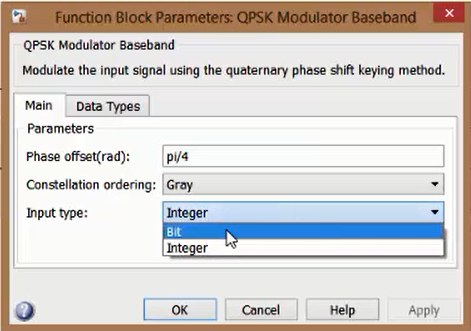 Function Block Parameters: QPSK Modulator Baseband
QPSK Modulator Baseband
Modulate the input signal using the quaternary phase shift keying method.
Main Data Types
Parameters
Phase offset(rad): pi/4
Constellation ordering: Gray
Input type: Integer
Bit
Integer
OK Cancel Help Apply